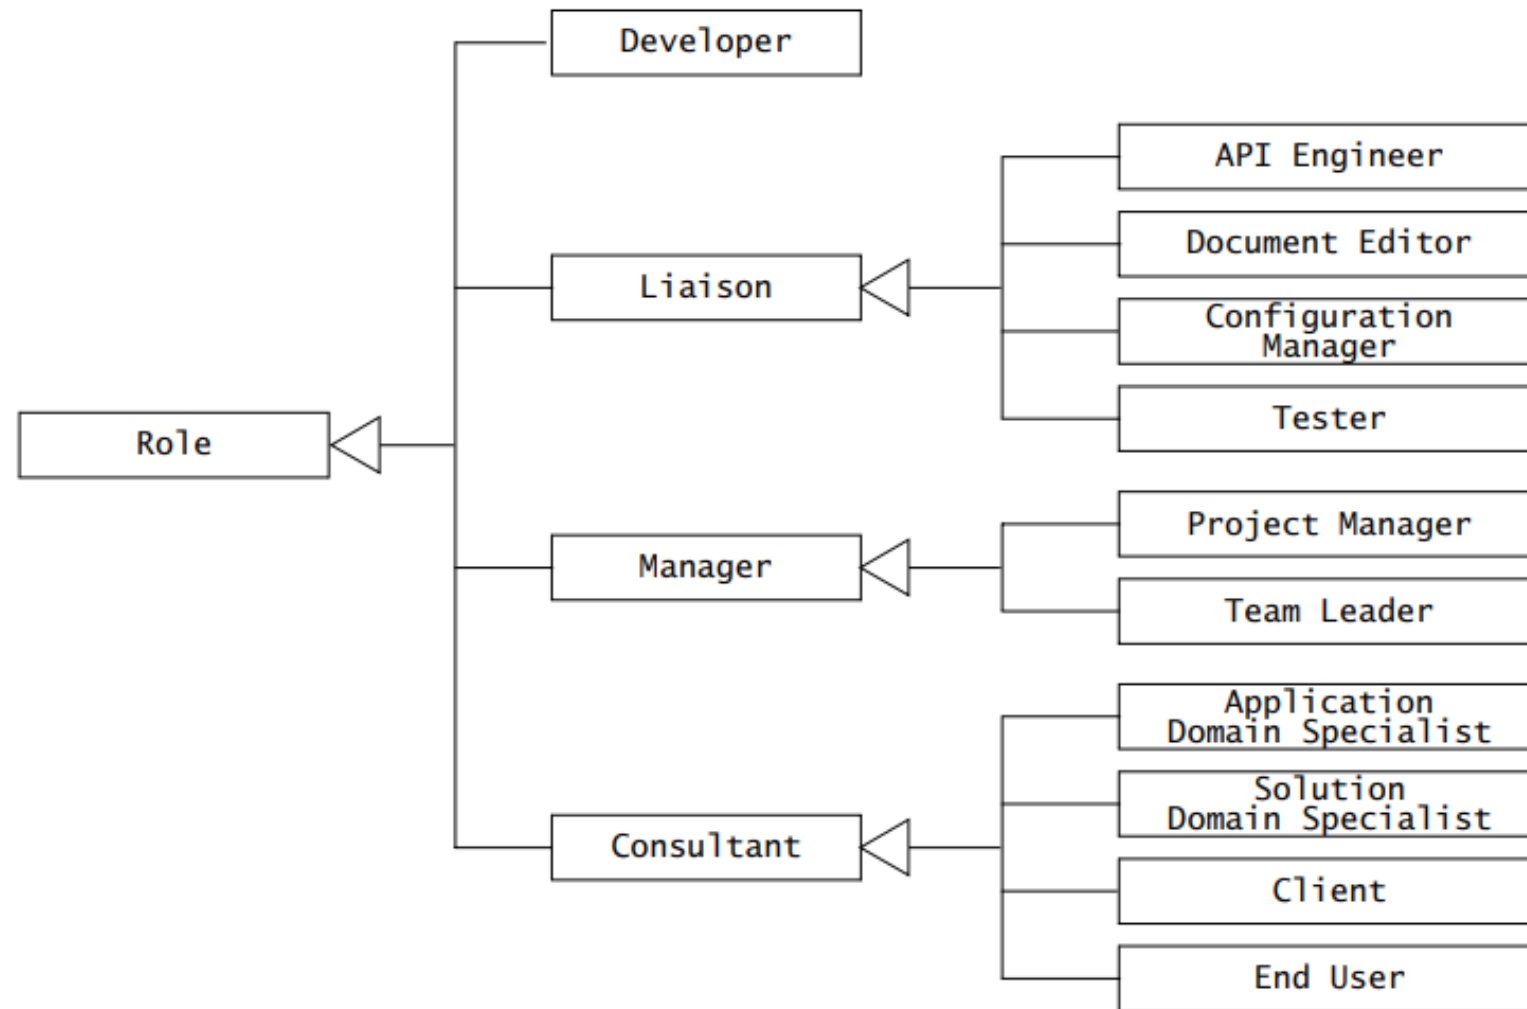 Developer
API Engineer
Document Editor
Liaison
Configuration
Manager
Tester
Role
Project Manager
Manager
Team Leader
Application
Domain Specialist
Solution
Domain Specialist
Consultant
Client
End User